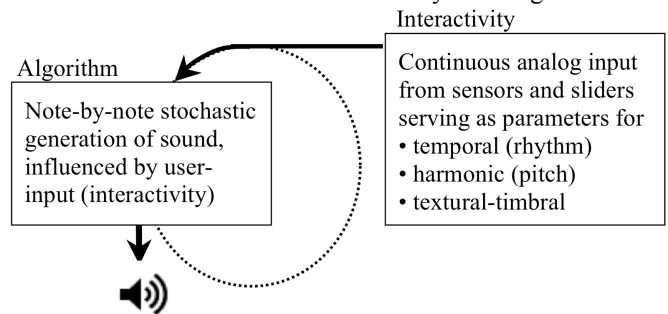 Interactivity
Algorithm
Continuous analog input
from sensors and sliders
serving as parameters for
• temporal (rhythm)
• harmonic (pitch)
• textural-timbral
Note-by-note stochastic
generation of sound,
influenced by user-
input (interactivity)